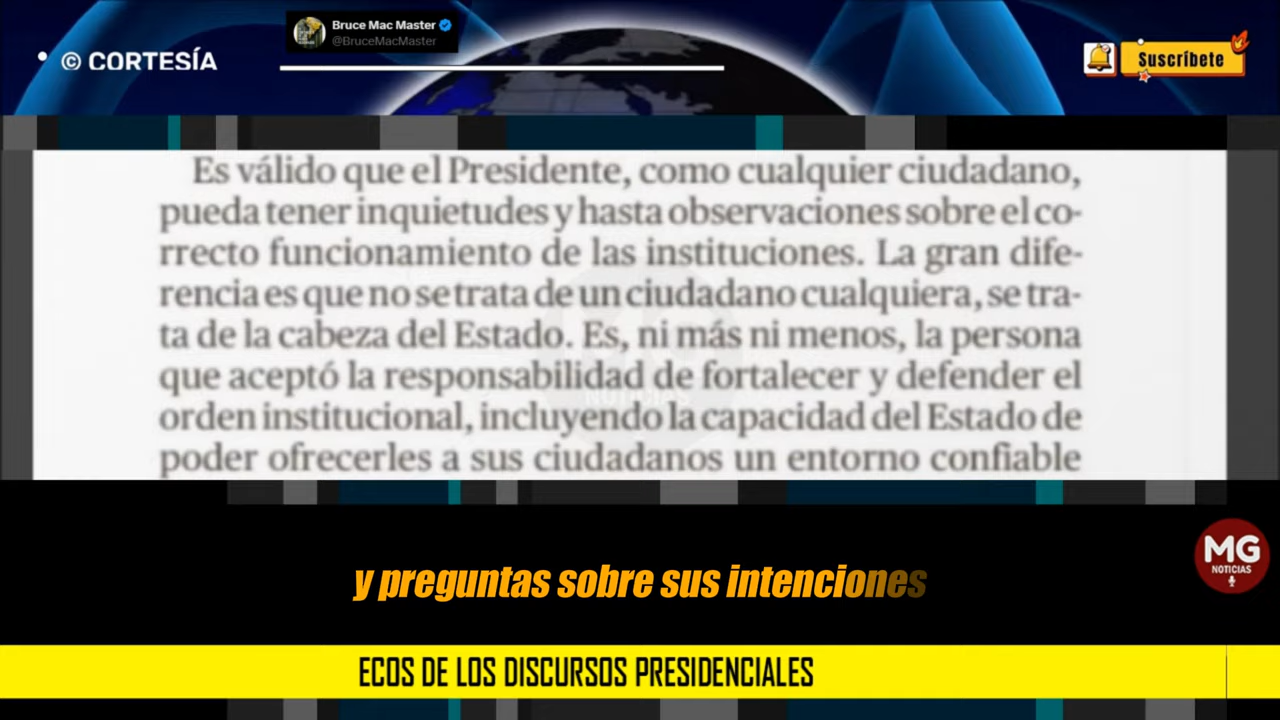 Bruce Mac Master
@BruceMacMaster
© CORTESÍA
Suscríbete
Es válido que el Presidente, como cualquier ciudadano,
pueda tener inquietudes y hasta observaciones sobre el co-
rrecto funcionamiento de las instituciones. La gran dife-
rencia es que no se trata de un ciudadano cualquiera, se tra-
ta de la cabeza del Estado. Es, ni más ni menos, la persona
que aceptó la responsabilidad de fortalecer y defender el
orden institucional, incluyendo la capacidad del Estado de
poder ofrecerles a sus ciudadanos un entorno confiable
y preguntas sobre sus intenciones
MG
NOTICIAS
ECOS DE LOS DISCURSOS PRESIDENCIALES